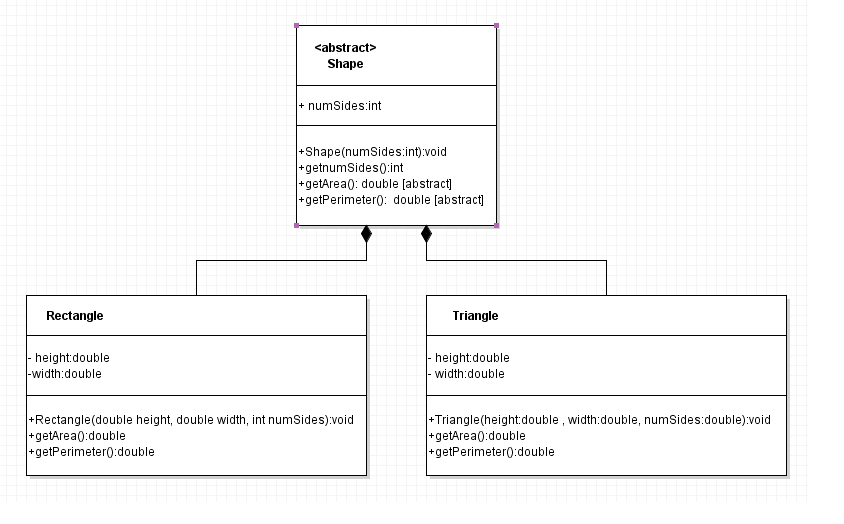 <abstract>
Shape
+ numSides:int
+Shape(numSides:int):void
+getnumSides():int
+getArea(): double [abstract]
+getPerimeter():  double [abstract]
Rectangle
- height:double
-width:double
+Rectangle(double height, double width, int numSides):void
+getArea():double
+getPerimeter():double
Triangle
- height:double
- width:double
+Triangle(height:double , width:double, numSides:double):void
+getArea():double
+getPerimeter():double